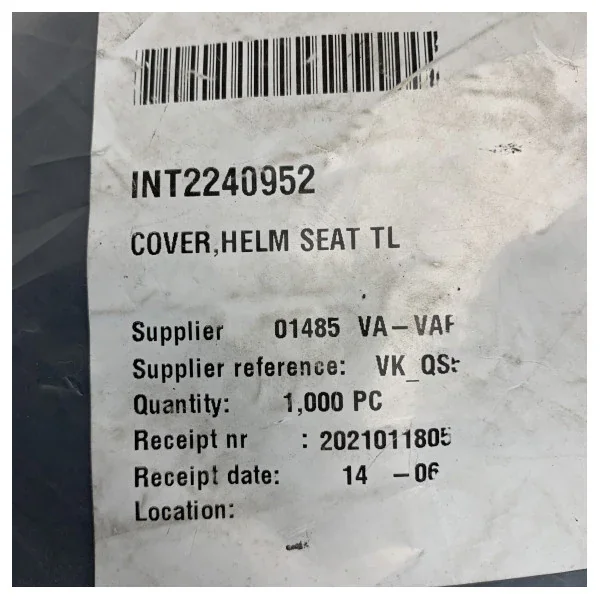 INT2240952
COVER,HELM SEAT TL
Supplier 01485 VA-VA
Supplier reference: VK_QS
Quantity: 1,000 PC
Receipt nr : 2021011805
Receipt date: 14 -06
Location: